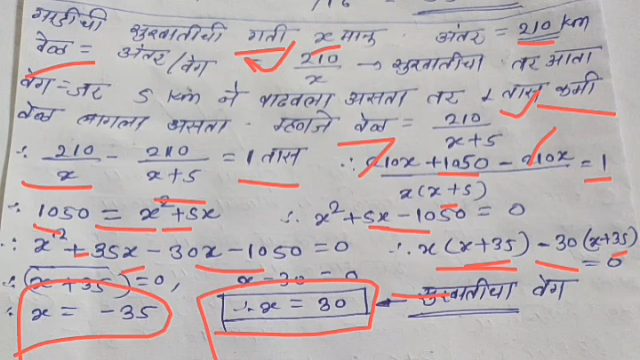 गाडीची सुरुवातीची गती x मानू. अंतर = 210 km
वेळ = अंतर/वेग = 210/x → सुरुवातीचा तर आता
वेग = जर 5 km ने वाढवला असता तर 1 तास कमी
वेळ लागला असता. म्हणजे वेळ = 210/x+5
∴ 210/x - 210/x+5 = 1 तास ∴ 210x+1050-210x/x(x+5) = 1
∴ 1050 = x²+5x ∴ x²+5x-1050 = 0
∴ x²+35x-30x-1050 = 0 ∴ x(x+35)-30(x+35) = 0
∴ (x+35)=0, x-30=0
∴ x = -35 ∴ x = 30 ← सुरुवातीचा वेग